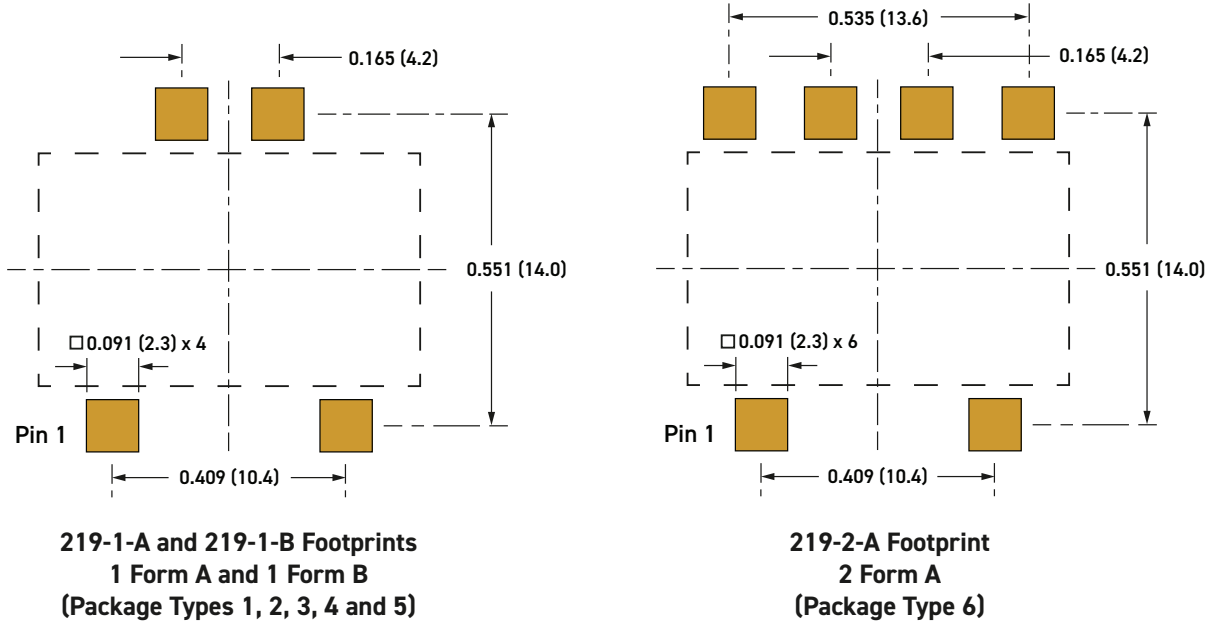 0.165 (4.2)
0.551 (14.0)
□ 0.091 (2.3) x 4
Pin 1
0.409 (10.4)
219-1-A and 219-1-B Footprints
1 Form A and 1 Form B
(Package Types 1, 2, 3, 4 and 5)
0.535 (13.6)
0.165 (4.2)
0.551 (14.0)
□ 0.091 (2.3) x 6
Pin 1
0.409 (10.4)
219-2-A Footprint
2 Form A
(Package Type 6)